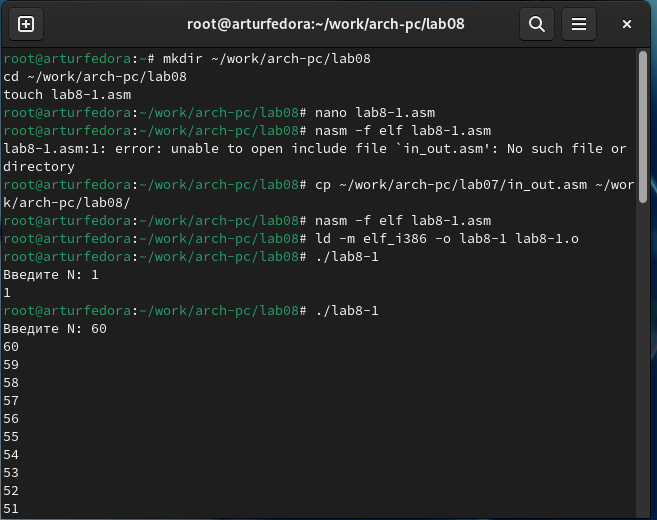 root@arturfedora:~/work/arch-pc/lab08
root@arturfedora:~# mkdir ~/work/arch-pc/lab08
cd ~/work/arch-pc/lab08
touch lab8-1.asm
root@arturfedora:~/work/arch-pc/lab08# nano lab8-1.asm
root@arturfedora:~/work/arch-pc/lab08# nasm -f elf lab8-1.asm
lab8-1.asm:1: error: unable to open include file `in_out.asm': No such file or
directory
root@arturfedora:~/work/arch-pc/lab08# cp ~/work/arch-pc/lab07/in_out.asm ~/wor
k/arch-pc/lab08/
root@arturfedora:~/work/arch-pc/lab08# nasm -f elf lab8-1.asm
root@arturfedora:~/work/arch-pc/lab08# ld -m elf_i386 -o lab8-1 lab8-1.o
root@arturfedora:~/work/arch-pc/lab08# ./lab8-1
Введите N: 1
1
root@arturfedora:~/work/arch-pc/lab08# ./lab8-1
Введите N: 60
60
59
58
57
56
55
54
53
52
51